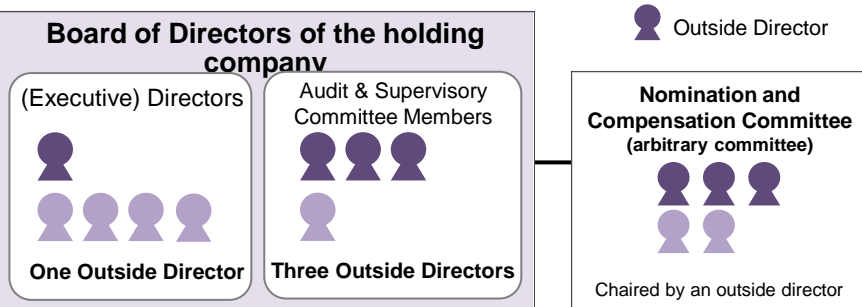 Board of Directors of the holding
company
(Executive) Directors
One Outside Director
Audit & Supervisory
Committee Members
Three Outside Directors
Outside Director
Nomination and
Compensation Committee
(arbitrary committee)
Chaired by an outside director